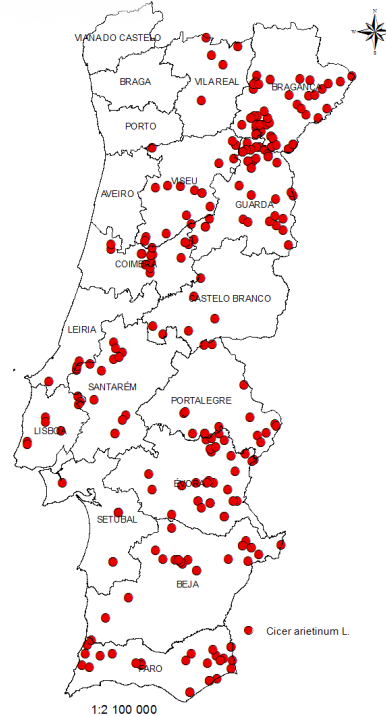 VIANA DO CASTELO
BRAGA
VILA REAL
BRAGANÇA
PORTO
AVEIRO
VISEU
GUARDA
COIMBRA
CASTELO BRANCO
LEIRIA
SANTARÉM
PORTALEGRE
LISBOA
ÉVORA
SETUBAL
BEJA
Cicer arietinum L.
FARO
1:2 100 000